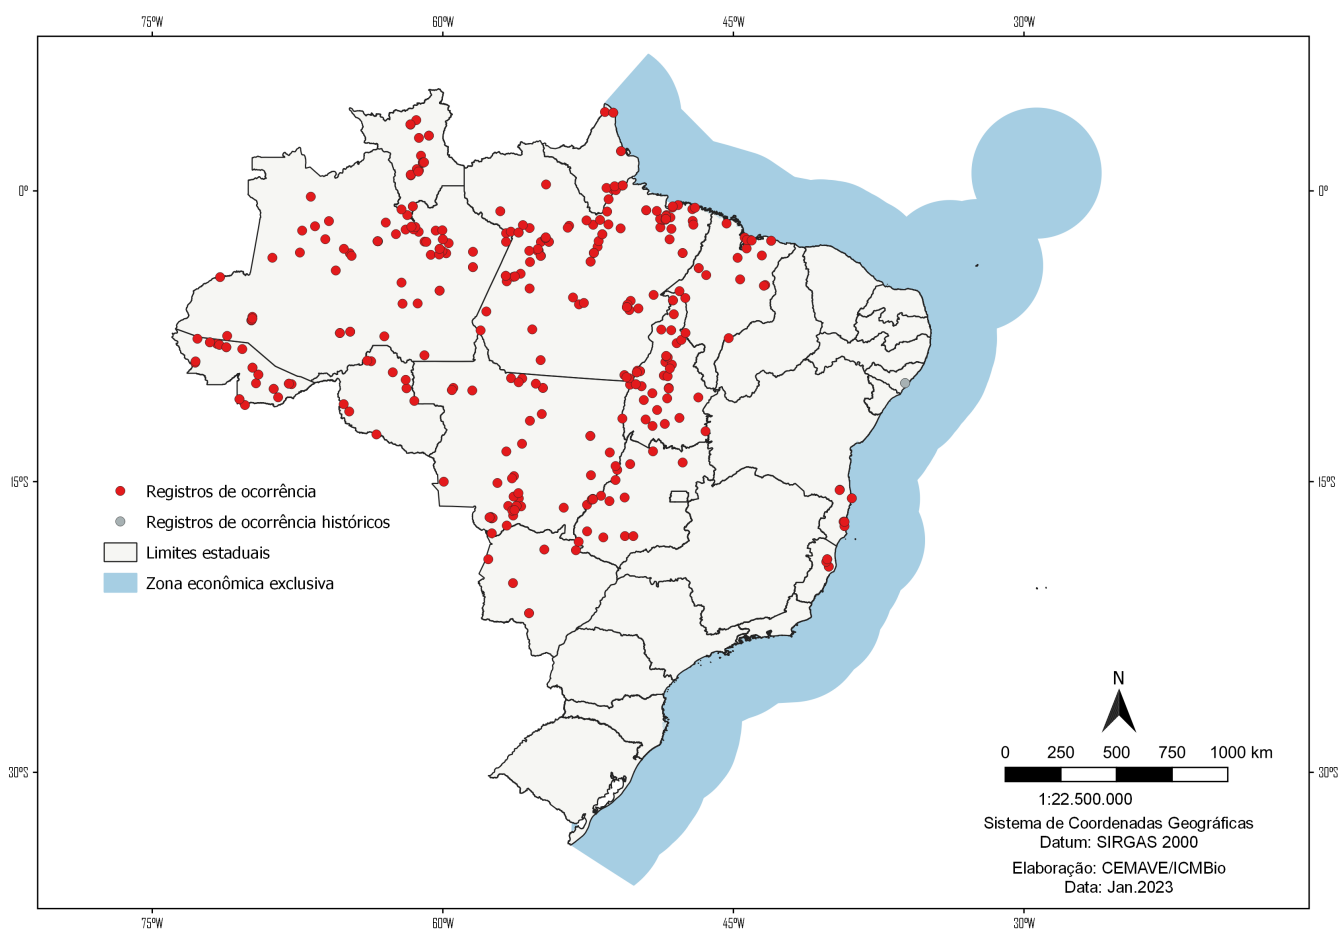 75°W 60°W 45°W 30°W
0° 0°
15°S 15°S
30°S 30°S
Registros de ocorrência
Registros de ocorrência históricos
Limites estaduais
Zona econômica exclusiva
N
0 250 500 750 1000 km
1:22.500.000
Sistema de Coordenadas Geográficas
Datum: SIRGAS 2000
Elaboração: CEMAVE/ICMBio
Data: Jan.2023
75°W 60°W 45°W 30°W